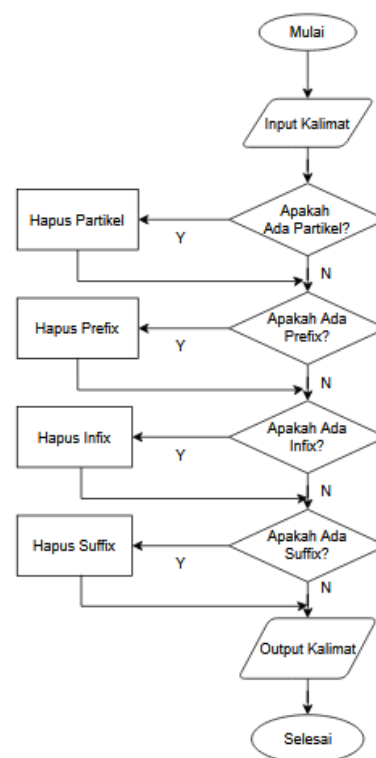 Mulai
Input Kalimat
Apakah
Ada Partikel?
Hapus Partikel
Y
N
Apakah Ada
Prefix?
Hapus Prefix
Y
N
Apakah Ada
Infix?
Hapus Infix
Y
N
Apakah Ada
Suffix?
Hapus Suffix
Y
N
Output Kalimat
Selesai